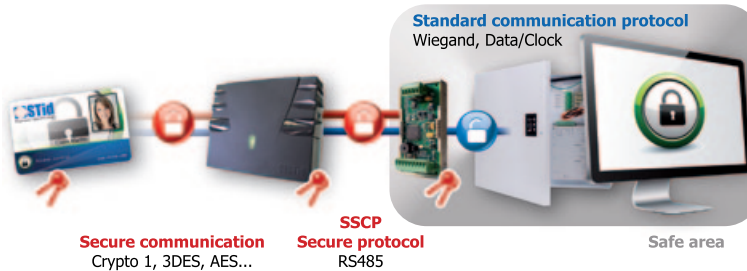 Standard communication protocol
Wiegand, Data/Clock
STid
SSCP
Secure communication
Secure protocol
Crypto 1, 3DES, AES...
RS485
Safe area